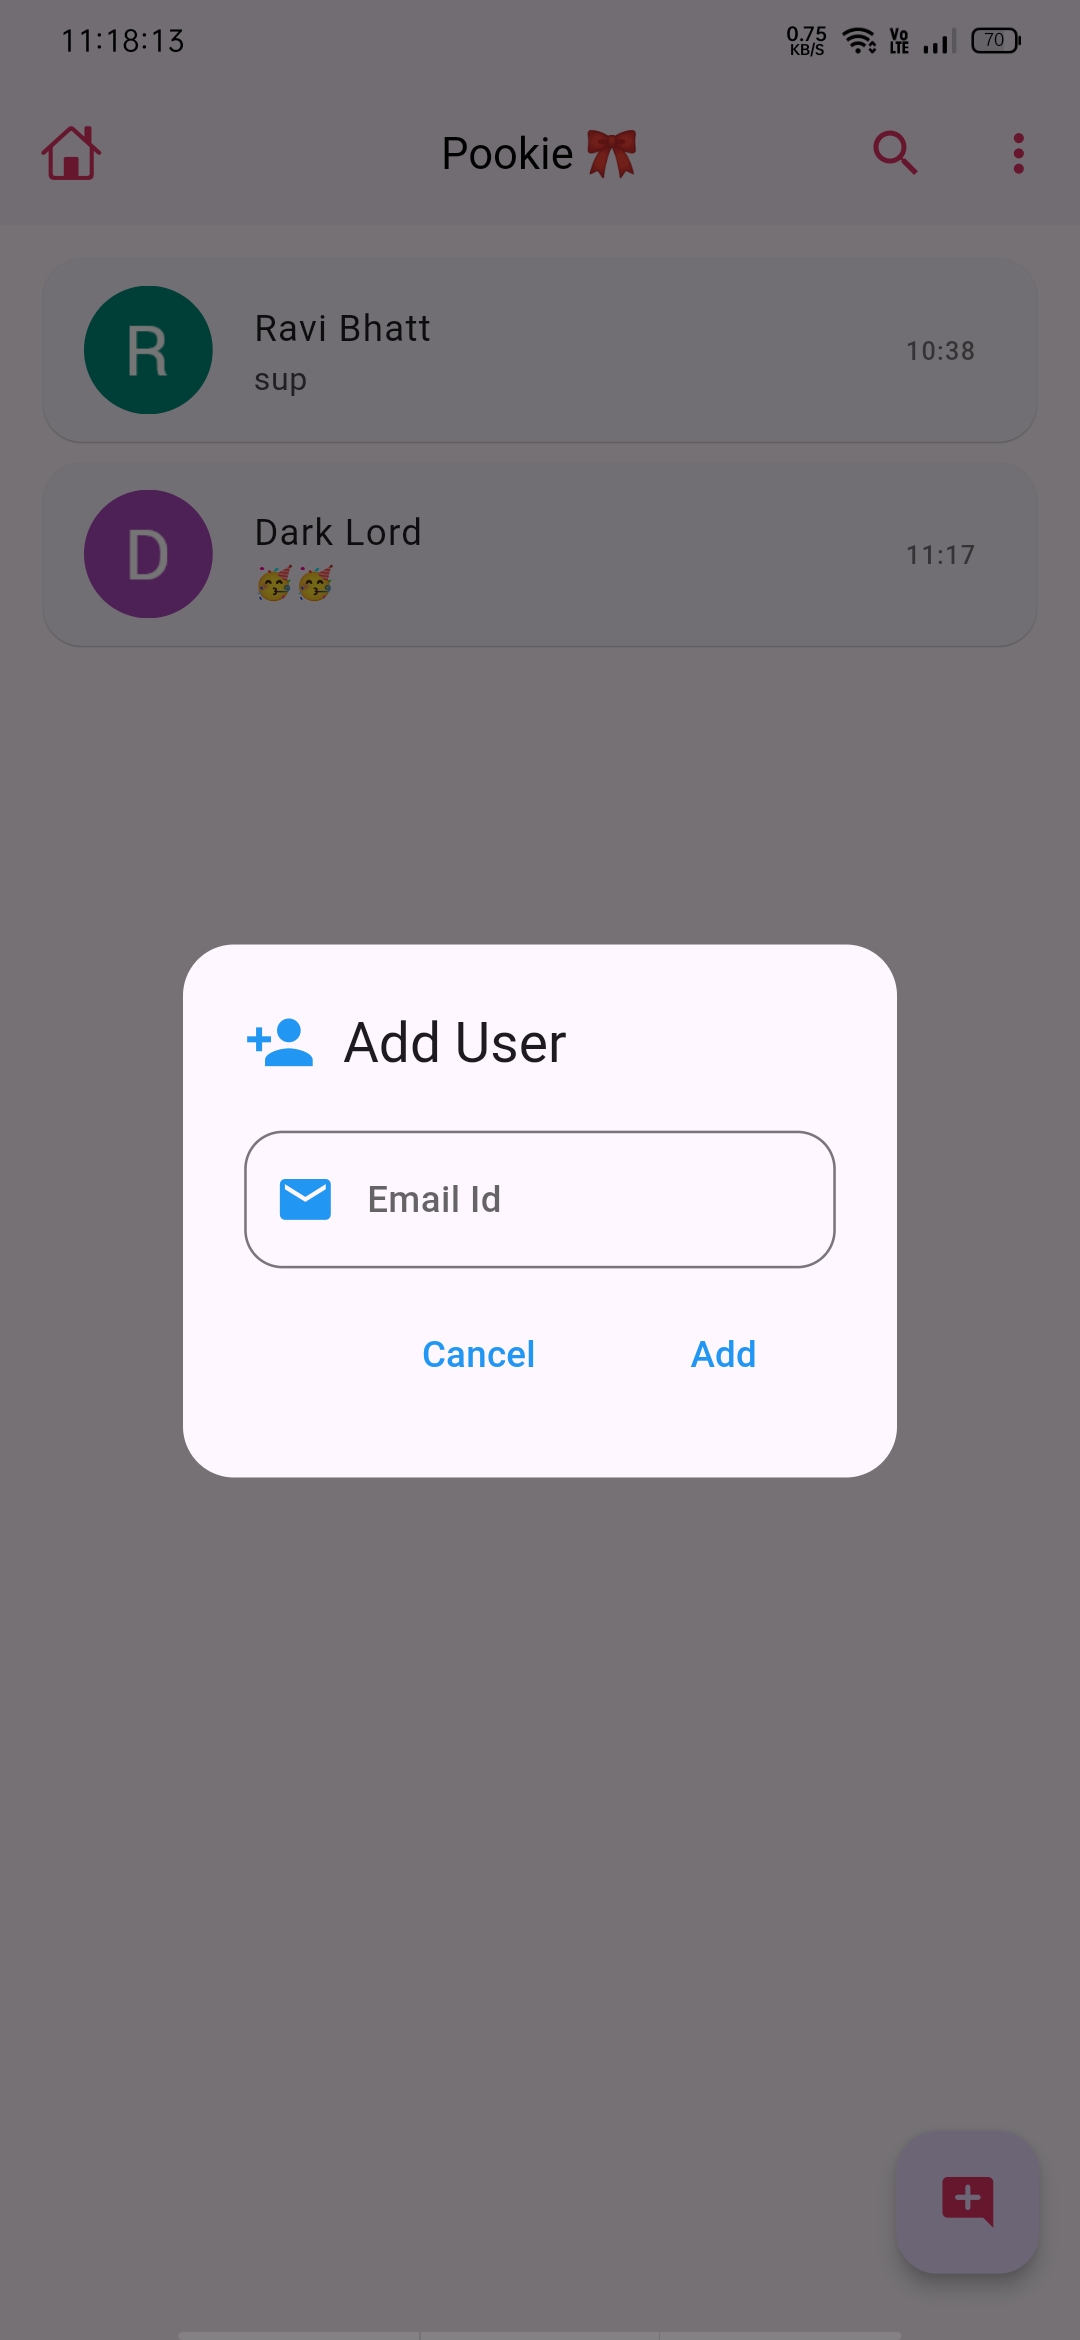 11:18:13
0.75
KB/S
Vo
LTE
70
Pookie 🎀
R
Ravi Bhatt
sup
10:38
D
Dark Lord
🥳🥳
11:17
Add User
Email Id
Cancel
Add